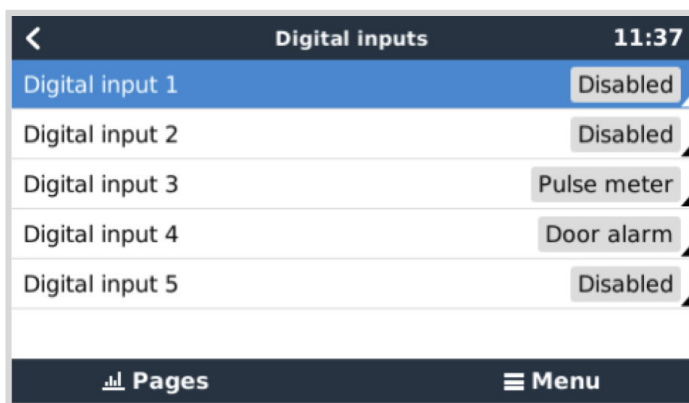 Digital inputs 11:37
Digital input 1 Disabled
Digital input 2 Disabled
Digital input 3 Pulse meter
Digital input 4 Door alarm
Digital input 5 Disabled
Pages Menu